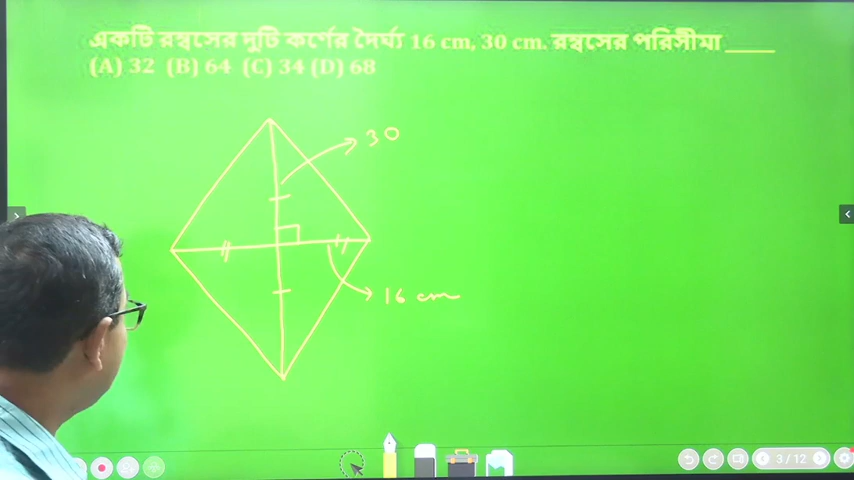 একটি রম্বসের দুটি কর্ণের দৈর্ঘ্য 16 cm, 30 cm. রম্বসের পরিসীমা ____
(A) 32 (B) 64 (C) 34 (D) 68
30
16 cm
3 / 12